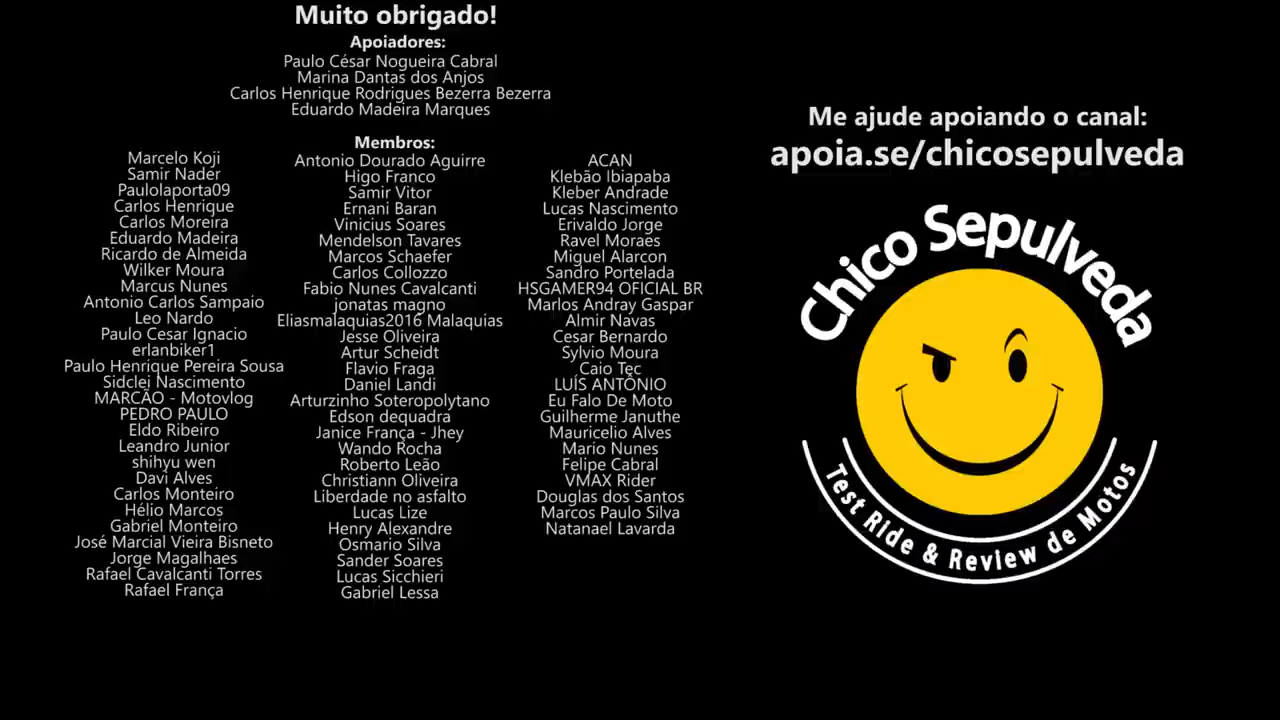 Muito obrigado!
Apoiadores:
Paulo César Nogueira Cabral
Marina Dantas dos Anjos
Carlos Henrique Rodrigues Bezerra Bezerra
Eduardo Madeira Marques
Membros:
Marcelo Koji
Samir Nader
Paulolaporta09
Carlos Henrique
Carlos Moreira
Eduardo Madeira
Ricardo de Almeida
Wilker Moura
Marcus Nunes
Antonio Carlos Sampaio
Leo Nardo
Paulo Cesar Ignacio
erlanbiker1
Paulo Henrique Pereira Sousa
Sidclei Nascimento
MARCÃO - Motovlog
PEDRO PAULO
Eldo Ribeiro
Leandro Junior
shihyu wen
Davi Alves
Carlos Monteiro
Hélio Marcos
Gabriel Monteiro
José Marcial Vieira Bisneto
Jorge Magalhaes
Rafael Cavalcanti Torres
Rafael França
Antonio Dourado Aguirre
Higo Franco
Samir Vitor
Ernani Baran
Vinicius Soares
Mendelson Tavares
Marcos Schaefer
Carlos Collozzo
Fabio Nunes Cavalcanti
jonatas magno
Eliasmalaquias2016 Malaquias
Jesse Oliveira
Artur Scheidt
Flavio Fraga
Daniel Landi
Arturzinho Soteropolytano
Edson dequadra
Janice França - Jhey
Wando Rocha
Roberto Leão
Christiann Oliveira
Liberdade no asfalto
Lucas Lize
Henry Alexandre
Osmario Silva
Sander Soares
Lucas Sicchieri
Gabriel Lessa
ACAN
Klebão Ibiapaba
Kleber Andrade
Lucas Nascimento
Erivaldo Jorge
Ravel Moraes
Miguel Alarcon
Sandro Portelada
HSGAMER94 OFICIAL BR
Marlos Andray Gaspar
Almir Navas
Cesar Bernardo
Sylvio Moura
Caio Tec
LUÍS ANTÔNIO
Eu Falo De Moto
Guilherme Januthe
Mauricelio Alves
Mario Nunes
Felipe Cabral
VMAX Rider
Douglas dos Santos
Marcos Paulo Silva
Natanael Lavarda
Me ajude apoiando o canal:
apoia.se/chicosepulveda
Chico Sepulveda
Test Ride & Review de Motos